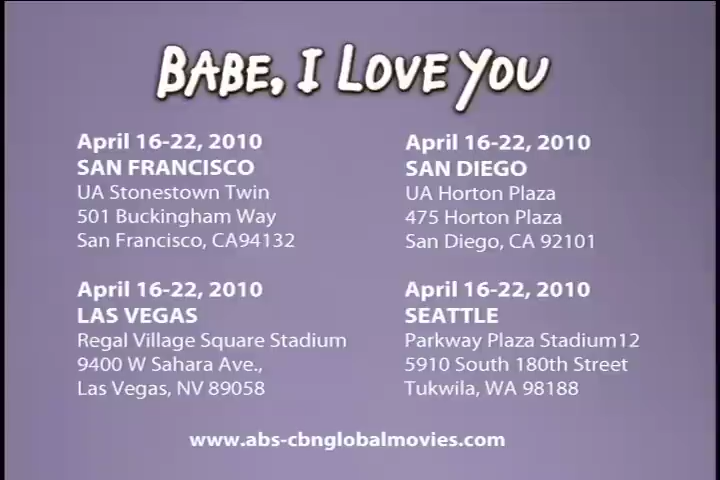 BABE, I LOVE YOU
April 16-22, 2010
SAN FRANCISCO
UA Stonestown Twin
501 Buckingham Way
San Francisco, CA94132
April 16-22, 2010
SAN DIEGO
UA Horton Plaza
475 Horton Plaza
San Diego, CA 92101
April 16-22, 2010
LAS VEGAS
Regal Village Square Stadium
9400 W Sahara Ave.,
Las Vegas, NV 89058
April 16-22, 2010
SEATTLE
Parkway Plaza Stadium12
5910 South 180th Street
Tukwila, WA 98188
www.abs-cbnglobalmovies.com